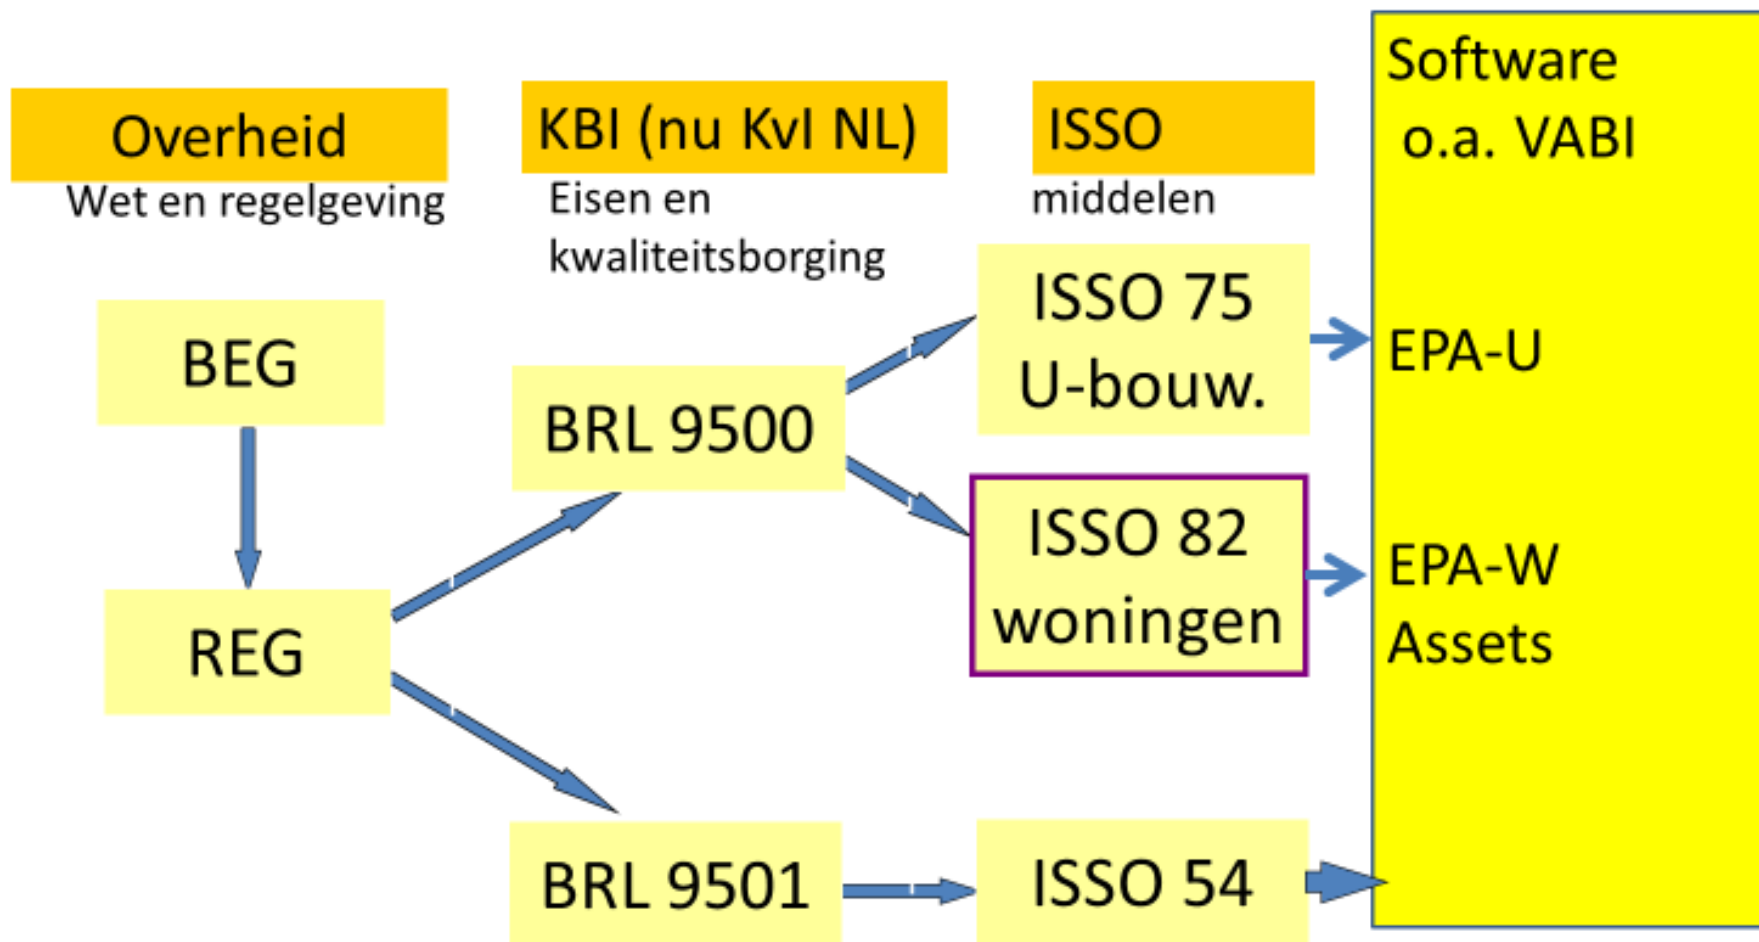 Overheid
Wet en regelgeving
BEG
REG
KBI (nu KvI NL)
Eisen en
kwaliteitsborging
BRL 9500
BRL 9501
ISSO
middelen
ISSO 75
U-bouw.
ISSO 82
woningen
ISSO 54
Software
o.a. VABI
EPA-U
EPA-W
Assets